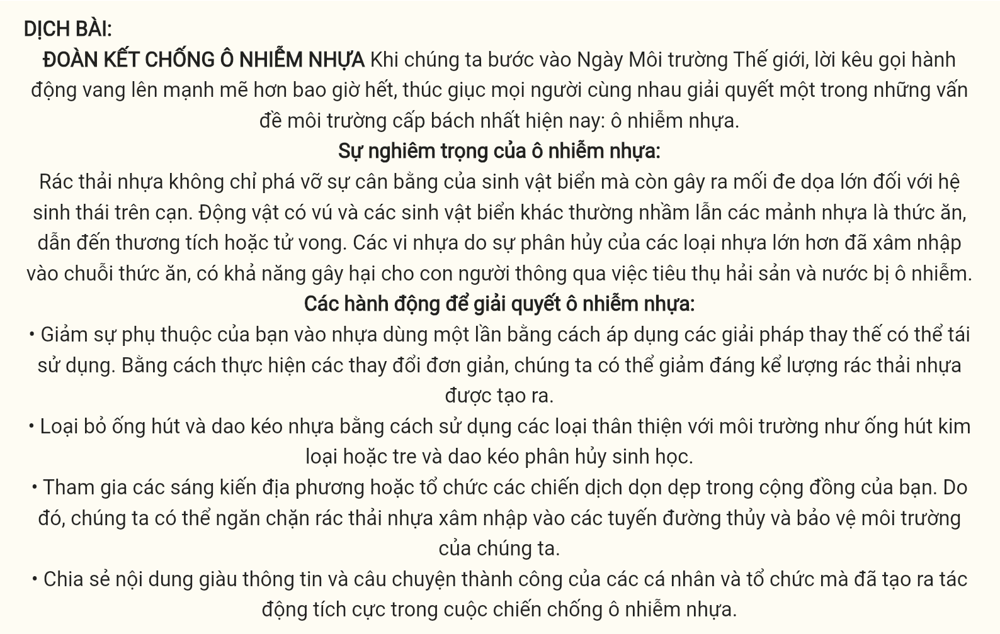 DỊCH BÀI:
ĐOÀN KẾT CHỐNG Ô NHIỄM NHỰA Khi chúng ta bước vào Ngày Môi trường Thế giới, lời kêu gọi hành
động vang lên mạnh mẽ hơn bao giờ hết, thúc giục mọi người cùng nhau giải quyết một trong những vấn
đề môi trường cấp bách nhất hiện nay: ô nhiễm nhựa.
Sự nghiêm trọng của ô nhiễm nhựa:
Rác thải nhựa không chỉ phá vỡ sự cân bằng của sinh vật biển mà còn gây ra mối đe dọa lớn đối với hệ
sinh thái trên cạn. Động vật có vú và các sinh vật biển khác thường nhầm lẫn các mảnh nhựa là thức ăn,
dẫn đến thương tích hoặc tử vong. Các vi nhựa do sự phân hủy của các loại nhựa lớn hơn đã xâm nhập
vào chuỗi thức ăn, có khả năng gây hại cho con người thông qua việc tiêu thụ hải sản và nước bị ô nhiễm.
Các hành động để giải quyết ô nhiễm nhựa:
• Giảm sự phụ thuộc của bạn vào nhựa dùng một lần bằng cách áp dụng các giải pháp thay thế có thể tái
sử dụng. Bằng cách thực hiện các thay đổi đơn giản, chúng ta có thể giảm đáng kể lượng rác thải nhựa
được tạo ra.
• Loại bỏ ống hút và dao kéo nhựa bằng cách sử dụng các loại thân thiện với môi trường như ống hút kim
loại hoặc tre và dao kéo phân hủy sinh học.
• Tham gia các sáng kiến địa phương hoặc tổ chức các chiến dịch dọn dẹp trong cộng đồng của bạn. Do
đó, chúng ta có thể ngăn chặn rác thải nhựa xâm nhập vào các tuyến đường thủy và bảo vệ môi trường
của chúng ta.
• Chia sẻ nội dung giàu thông tin và câu chuyện thành công của các cá nhân và tổ chức mà đã tạo ra tác
động tích cực trong cuộc chiến chống ô nhiễm nhựa.